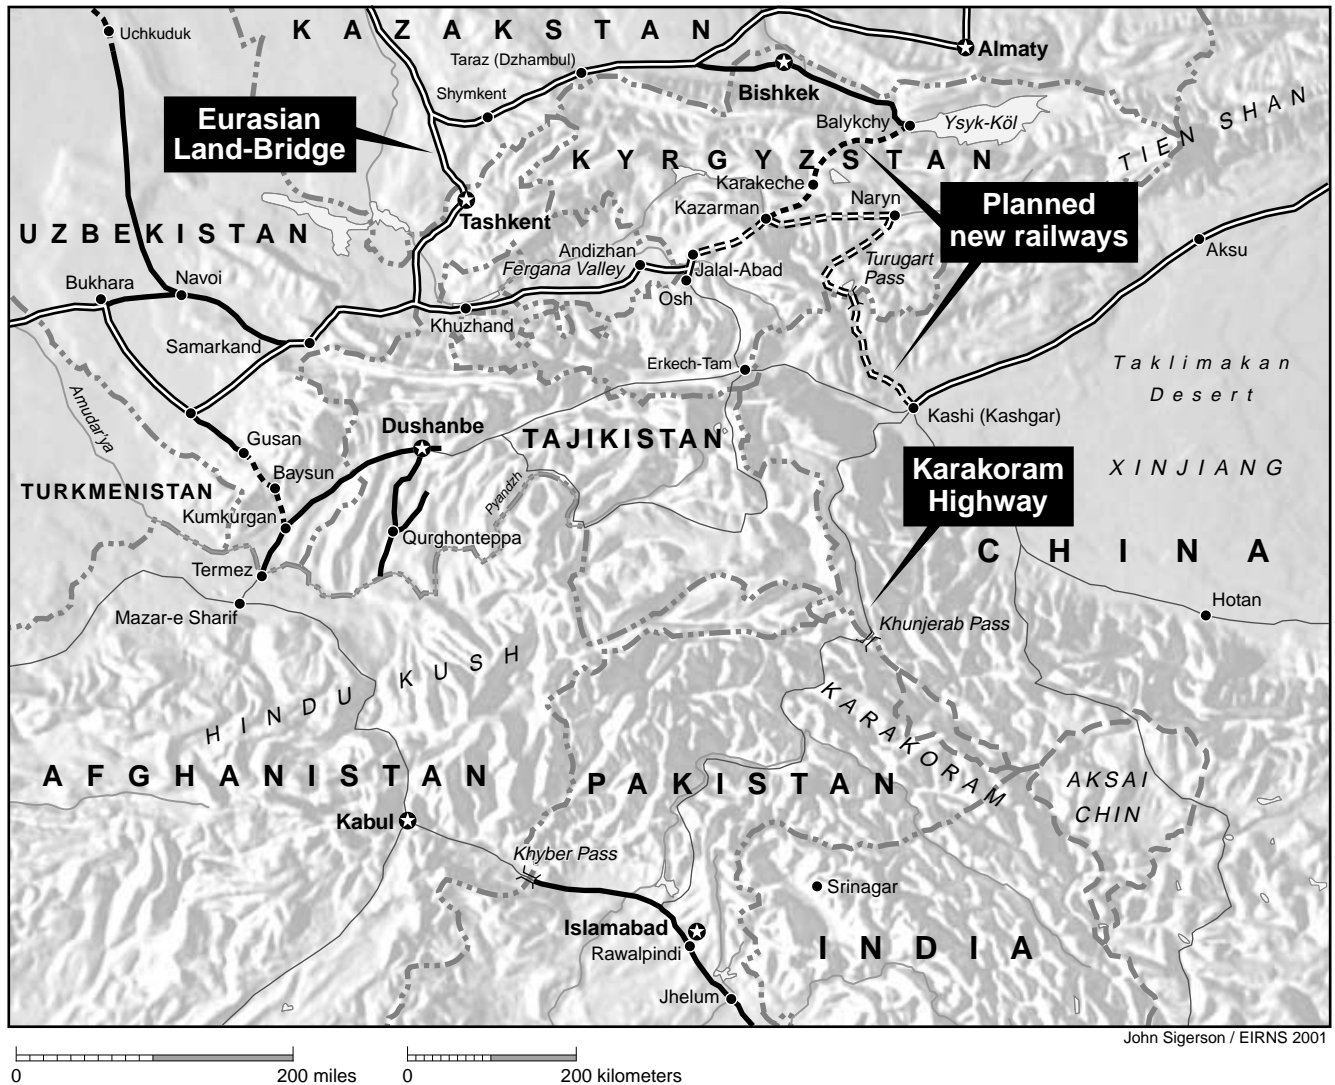 Uchkuduk
KAZAKSTAN
Almaty
Taraz (Dzhambul)
Shymkent
Bishkek
Balykchy
Ysyk-Köl
TIEN SHAN
Eurasian
Land-Bridge
KYRGYZSTAN
Karakeche
Kazarman
Naryn
Planned
new railways
Tashkent
UZBEKISTAN
Andizhan
Fergana Valley
Jalal-Abad
Osh
Turugart
Pass
Aksu
Bukhara
Navoi
Khuzhand
Samarkand
Erkech-Tam
Taklimakan
Desert
Amudar'ya
Kashi (Kashgar)
Dushanbe
TAJIKISTAN
Gusan
Baysun
Karakoram
Highway
XINJIANG
TURKMENISTAN
Pyandzh
Kumkurgan
Qurghonteppa
CHINA
Termez
Mazar-e Sharif
Hotan
Khunjerab Pass
HINDU KUSH
KARAKORAM
AFGHANISTAN
PAKISTAN
AKSAI
CHIN
Kabul
Khyber Pass
Srinagar
Islamabad
Rawalpindi
INDIA
Jhelum
John Sigerson / EIRNS 2001
0 200 miles 0 200 kilometers